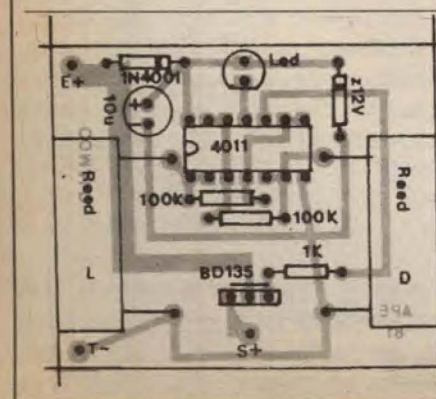 E+
1N4001
Led
z12V
10u
+
-
4011
Reed
Reed
100K
100K
1K
L
BD135
D
T-
S+